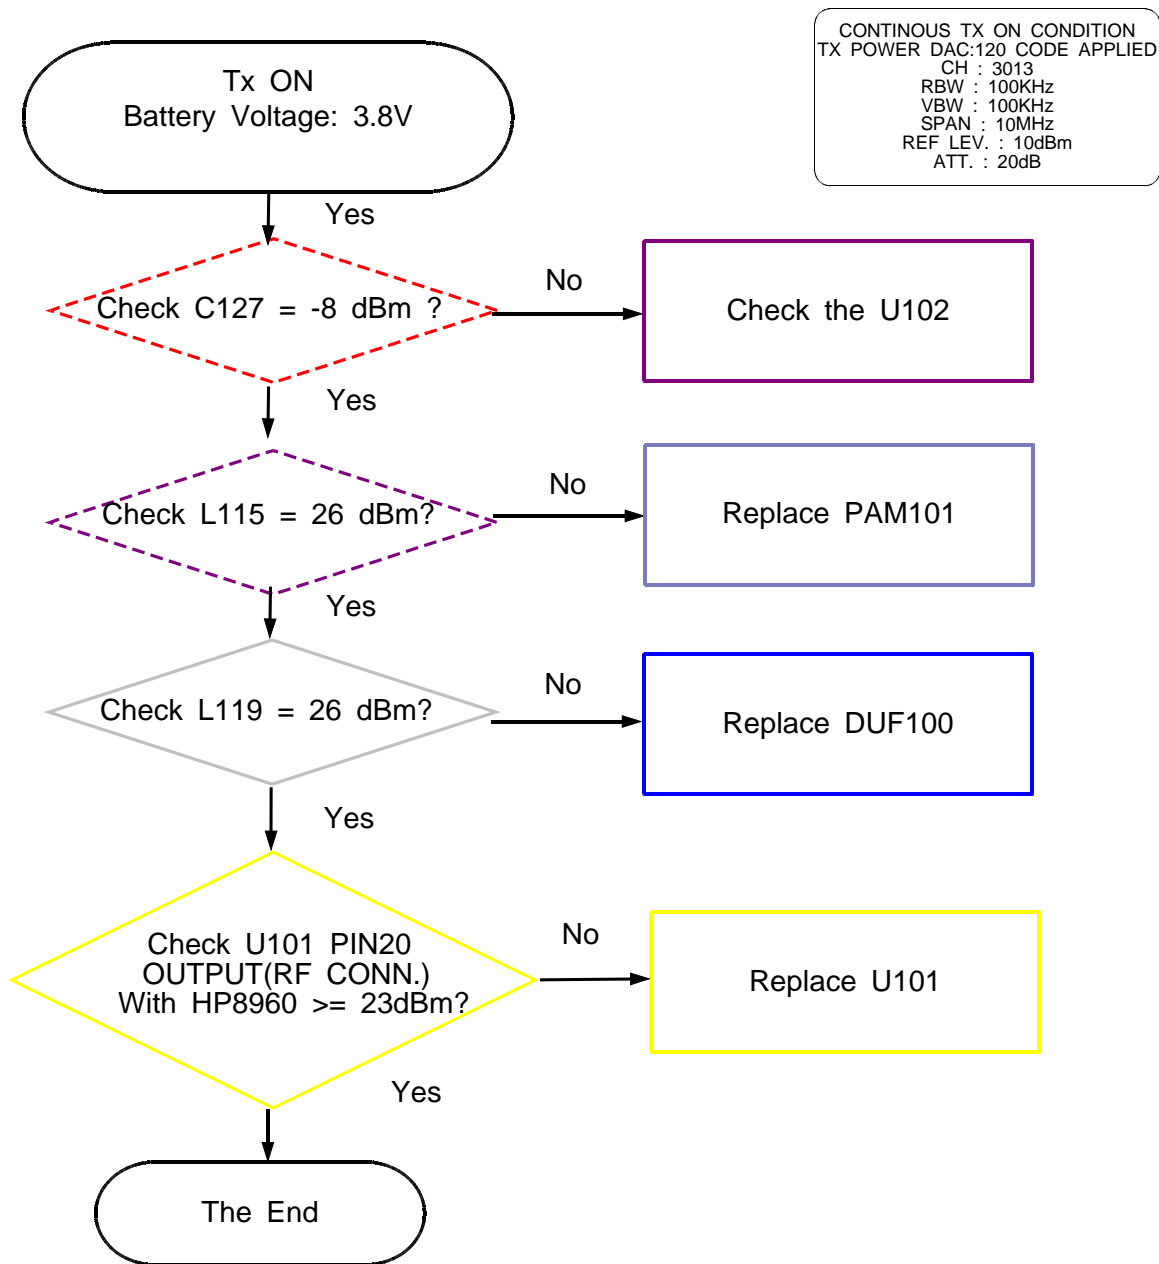 Tx ON
Battery Voltage: 3.8V
CONTINOUS TX ON CONDITION
TX POWER DAC:120 CODE APPLIED
CH : 3013
RBW : 100KHz
VBW : 100KHz
SPAN : 10MHz
REF LEV. : 10dBm
ATT. : 20dB
Yes
Check C127 = -8 dBm ?
No
Check the U102
Yes
Check L115 = 26 dBm?
No
Replace PAM101
Yes
Check L119 = 26 dBm?
No
Replace DUF100
Yes
Check U101 PIN20
OUTPUT(RF CONN.)
With HP8960 >= 23dBm?
No
Replace U101
Yes
The End